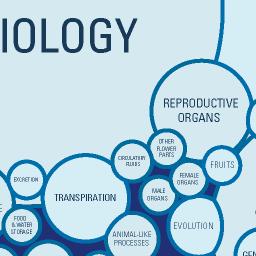 IOLOGY
REPRODUCTIVE
ORGANS
OTHER
FLOWER
PARTS
CIRCULATORY
FLUIDS
FRUITS
EXCRETION
FEMALE
ORGANS
TRANSPIRATION
MALE
ORGANS
FOOD
& WATER
STORAGE
EVOLUTION
ANIMAL-LIKE
PROCESSES
GEN